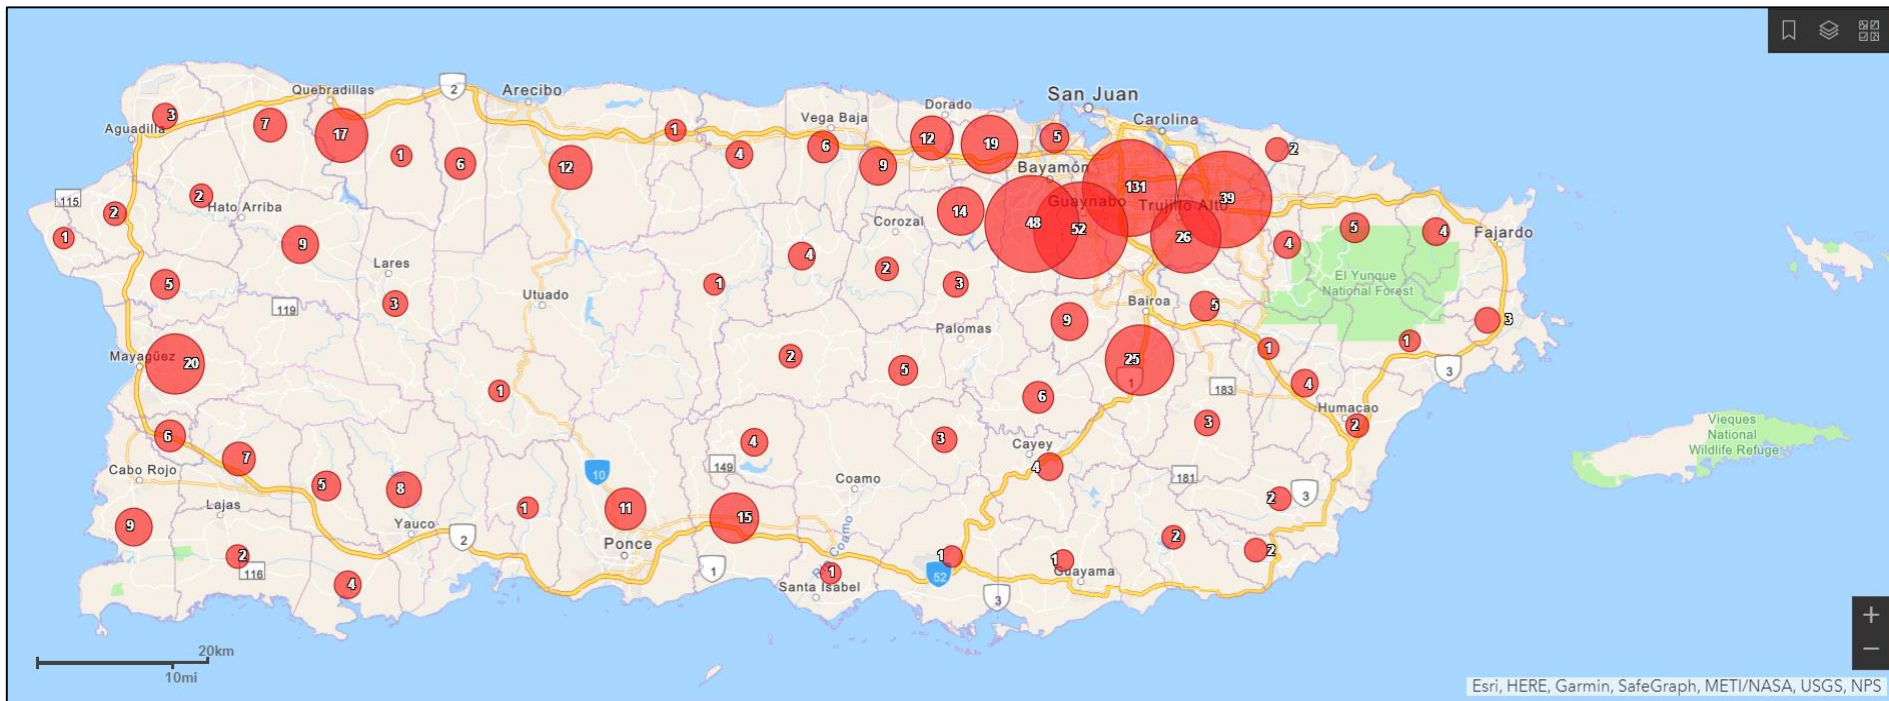 Quebradillas
2
Arecibo
San Juan
Dorado
3
Aguadilla
7
17
1
Vega Baja
12
19
5
Carolina
1
4
6
9
2
6
12
Bayamón
131
39
115
2
Hato Arriba
2
1
9
14
Corozal
48
52
Guaynabo
Trujillo Alto
26
4
5
4
Fajardo
5
Lares
3
119
Utuado
1
4
2
3
El Yunque
National Forest
Bairoa
5
9
Palomas
3
Mayagüez
20
2
5
25
1
1
1
3
1
183
4
6
Humacao
2
6
7
4
3
3
Cayey
4
Vieques
National
Wildlife Refuge
Cabo Rojo
5
8
10
149
Coamo
181
2
3
Lajas
9
Yauco
2
1
11
15
Ponce
Coamo
2
2
2
116
4
1
1
Santa Isabel
1
52
1
Guayama
3
20km
10mi
+
−
Esri, HERE, Garmin, SafeGraph, METI/NASA, USGS, NPS